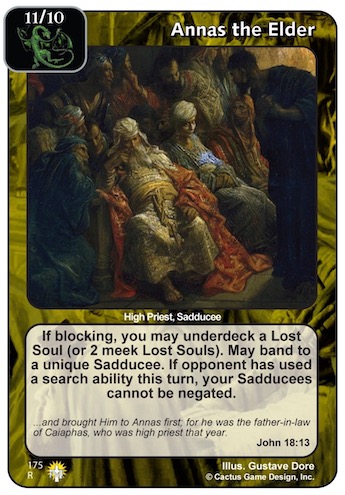 11/10
Annas the Elder
High Priest, Sadducee
If blocking, you may underdeck a Lost
Soul (or 2 meek Lost Souls). May band to
a unique Sadducee. If opponent has used
a search ability this turn, your Sadducees
cannot be negated.
...and brought Him to Annas first; for he was the father-in-law
of Caiaphas, who was high priest that year.
John 18:13
175
R
Illus. Gustave Dore
© Cactus Game Design, Inc.